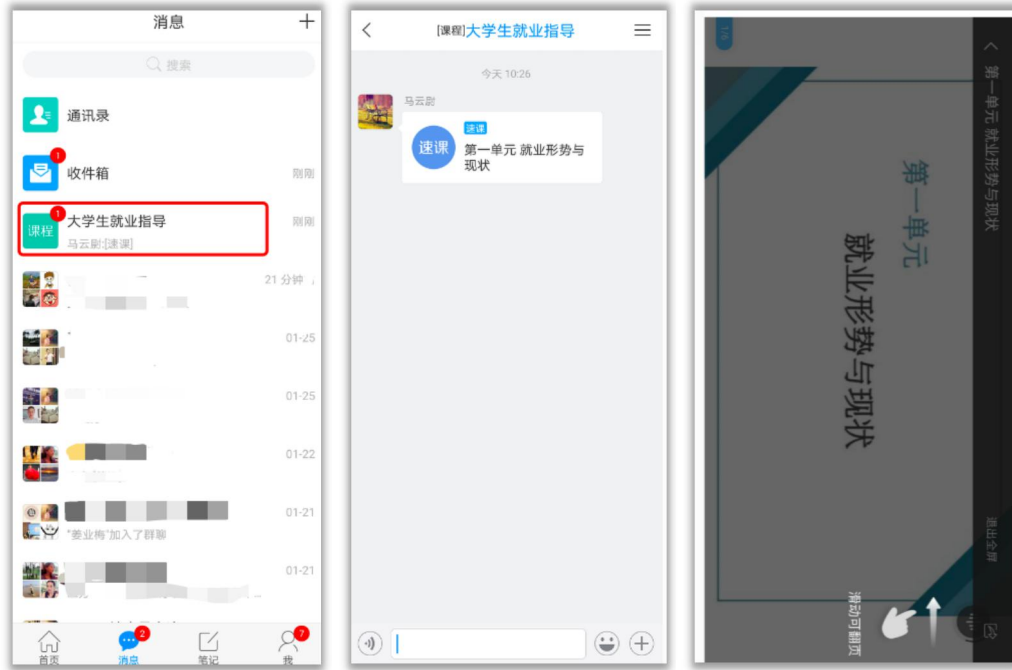 消息
搜索
通讯录
1
收件箱
刚刚
1
课程
大学生就业指导
刚刚
马云尉:[速课]
21 分钟
01-25
01-25
01-22
01-21
"姜业梅"加入了群聊
01-21
首页
2
消息
笔记
7
我
[课程]大学生就业指导
今天 10:26
马云尉
速课
速课
第一单元 就业形势与
现状
1/6
第一单元 就业形势与现状
退出全屏
第一单元
就业形势与现状
滑动可翻页